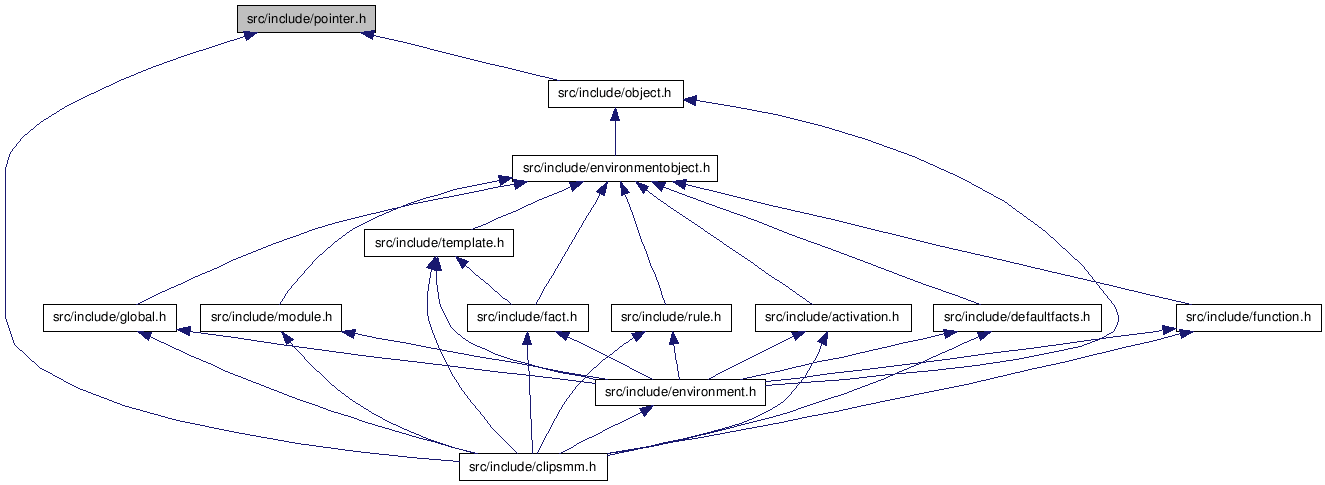 src/include/pointer.h
src/include/object.h
src/include/environmentobject.h
src/include/template.h
src/include/global.h
src/include/module.h
src/include/fact.h
src/include/rule.h
src/include/activation.h
src/include/defaultfacts.h
src/include/function.h
src/include/environment.h
src/include/clipsmm.h